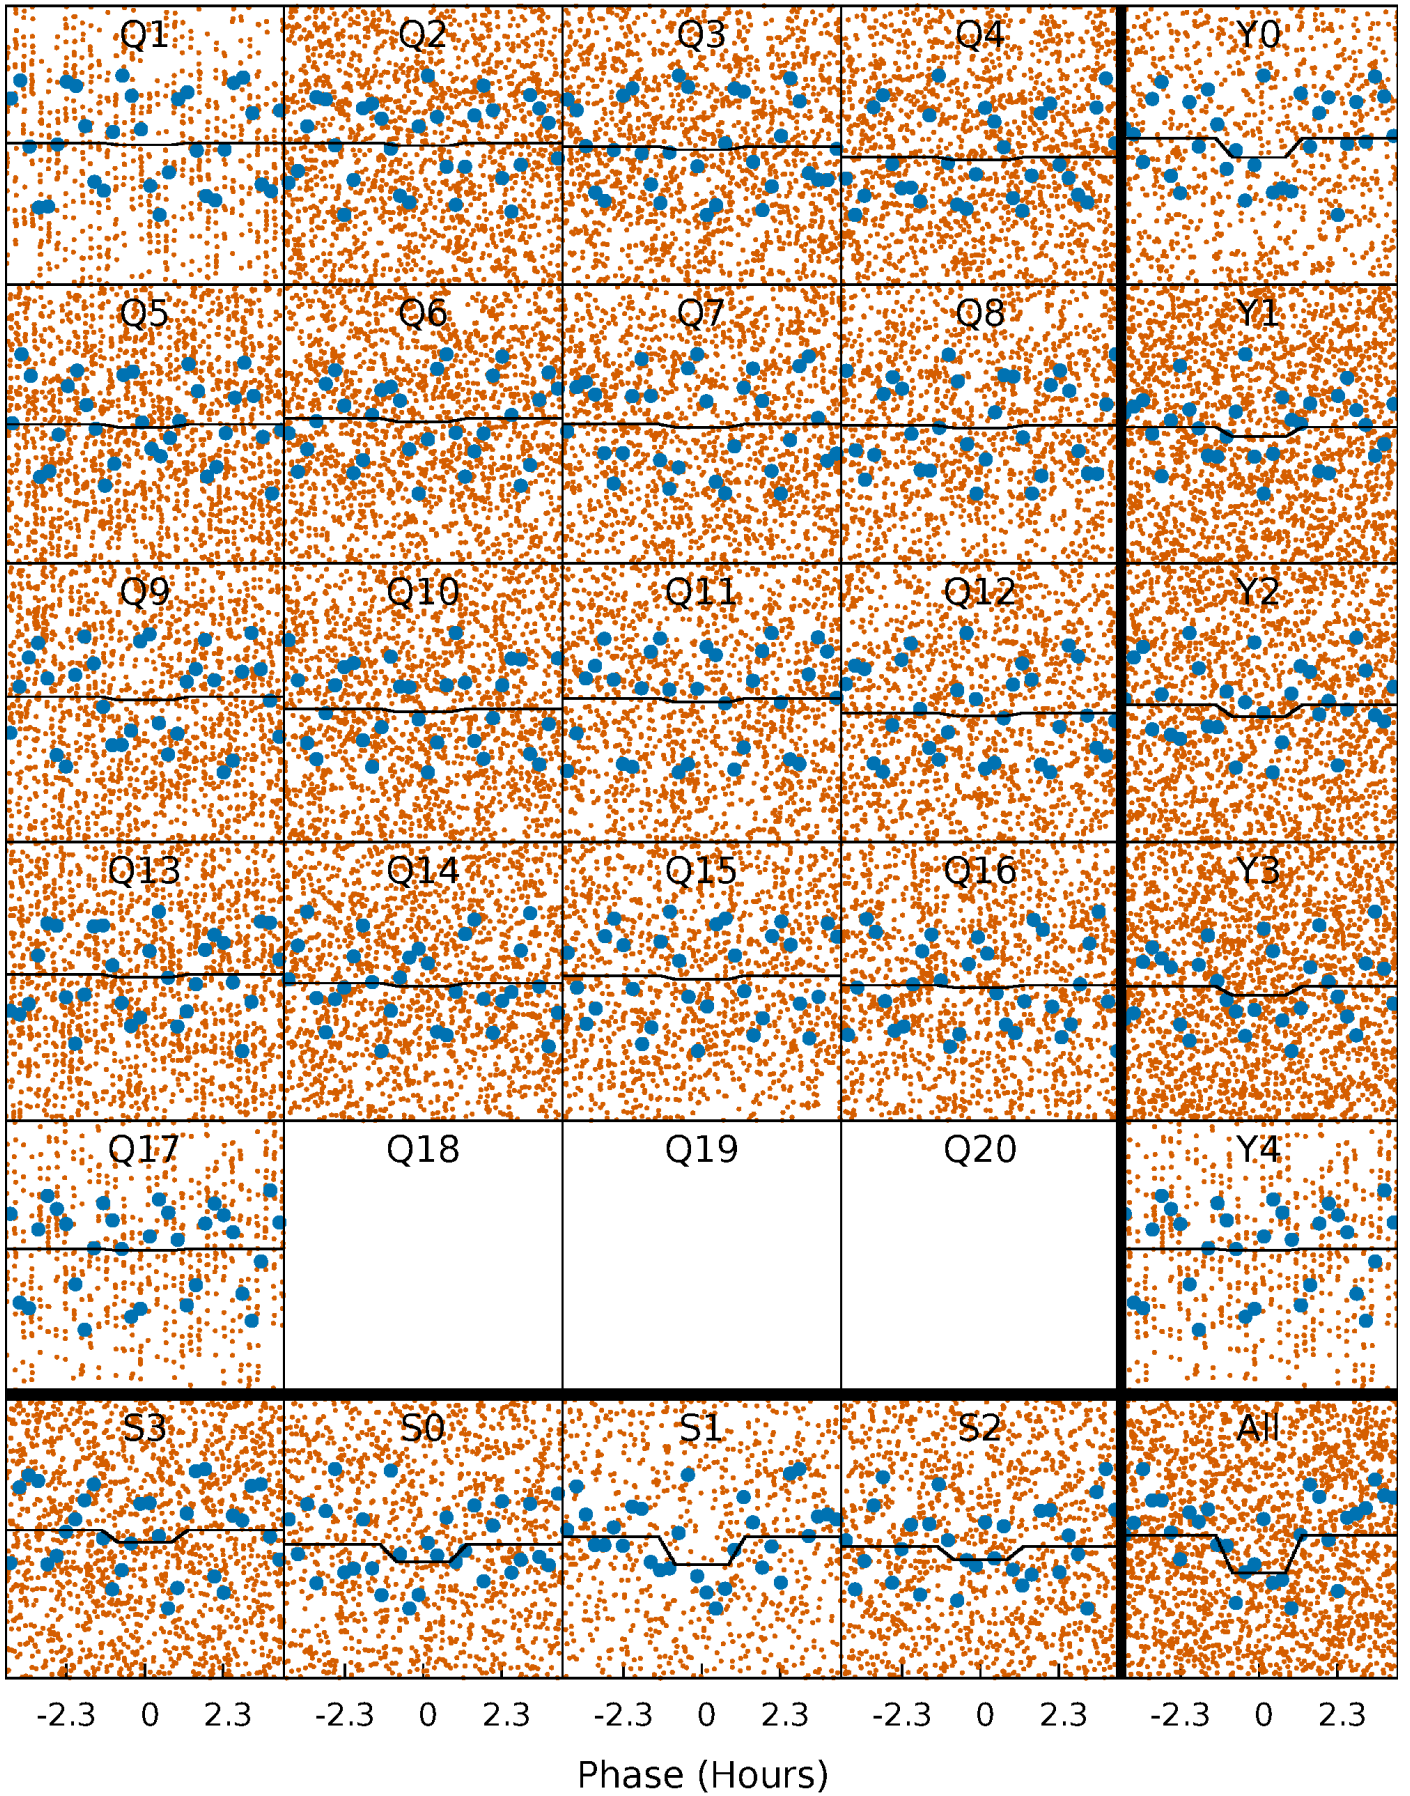 Q1 Q2 Q3 Q4 Y0
Q5 Q6 Q7 Q8 Y1
Q9 Q10 Q11 Q12 Y2
Q13 Q14 Q15 Q16 Y3
Q17 Q18 Q19 Q20 Y4
S3 S0 S1 S2 All
-2.3 0 2.3 -2.3 0 2.3 -2.3 0 2.3 -2.3 0 2.3 -2.3 0 2.3
Phase (Hours)